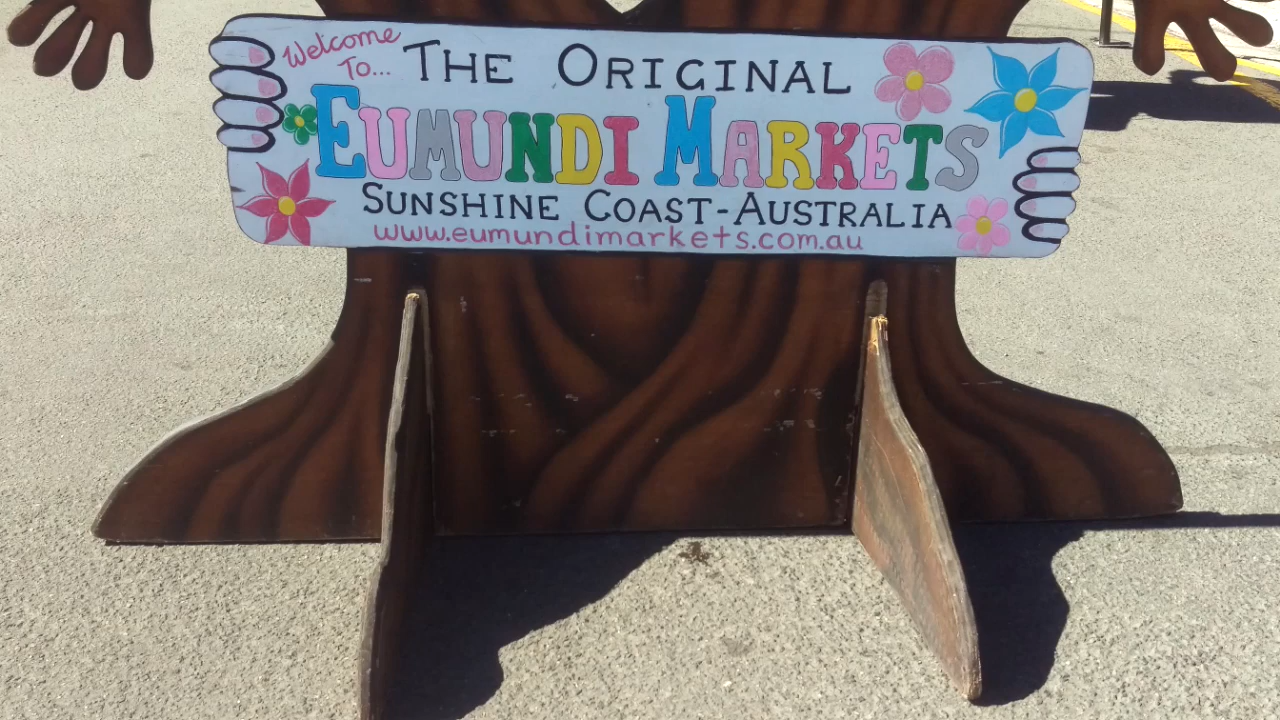 Welcome
To...
THE ORIGINAL
EUMUNDI MARKETS
SUNSHINE COAST-AUSTRALIA
www.eumundimarkets.com.au